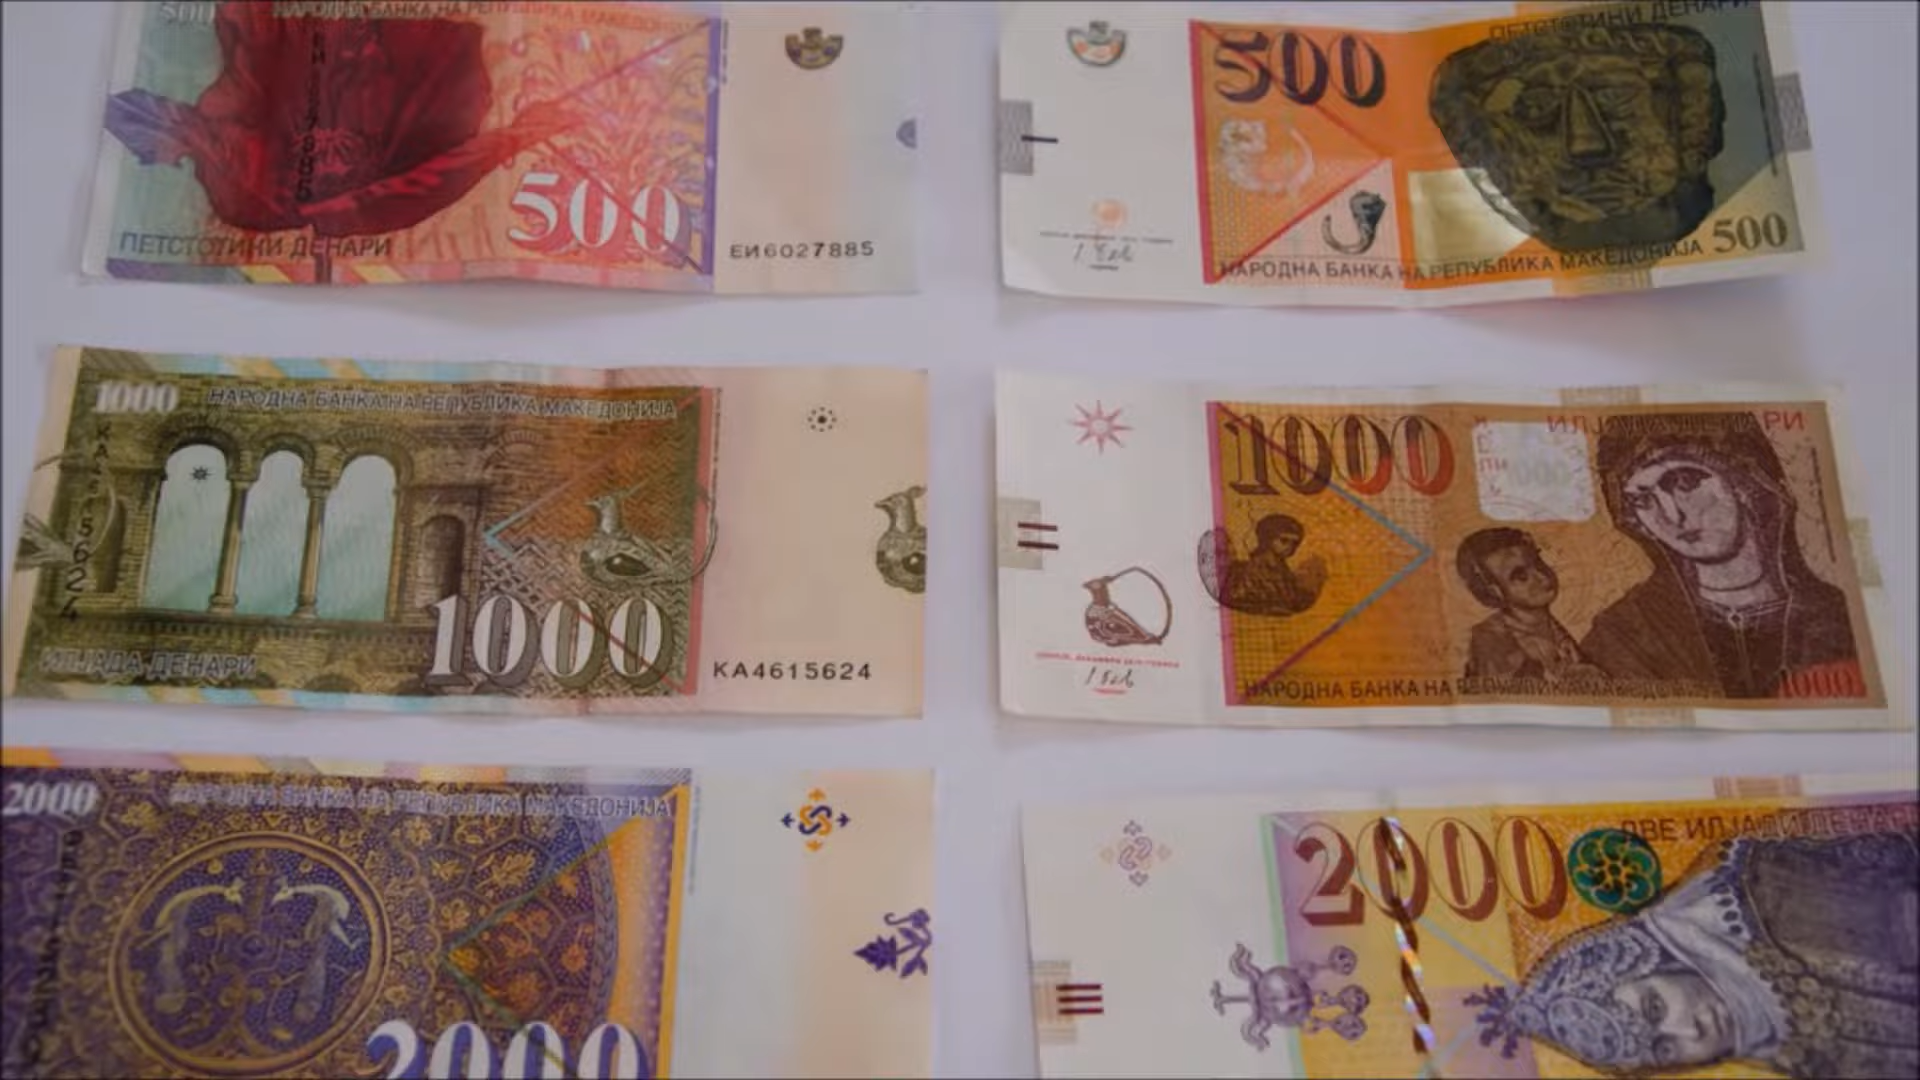 500 НАРОДНА БАНКА НА РЕПУБЛИКА МАКЕДОНИЈА
500
ПЕТСТОТИНИ ДЕНАРИ
ЕИ6027885
ПЕТСТОТИНИ ДЕНАРИ
500
НАРОДНА БАНКА НА РЕПУБЛИКА МАКЕДОНИЈА 500
1000 НАРОДНА БАНКА НА РЕПУБЛИКА МАКЕДОНИЈА
1000
ИЛЈАДА ДЕНАРИ
КА4615624
ИЛЈАДА ДЕНАРИ
1000
НАРОДНА БАНКА НА РЕПУБЛИКА МАКЕДОНИЈА 1000
2000 НАРОДНА БАНКА НА РЕПУБЛИКА МАКЕДОНИЈА
2000
ДВЕ ИЛЈАДИ ДЕНАРИ
2000